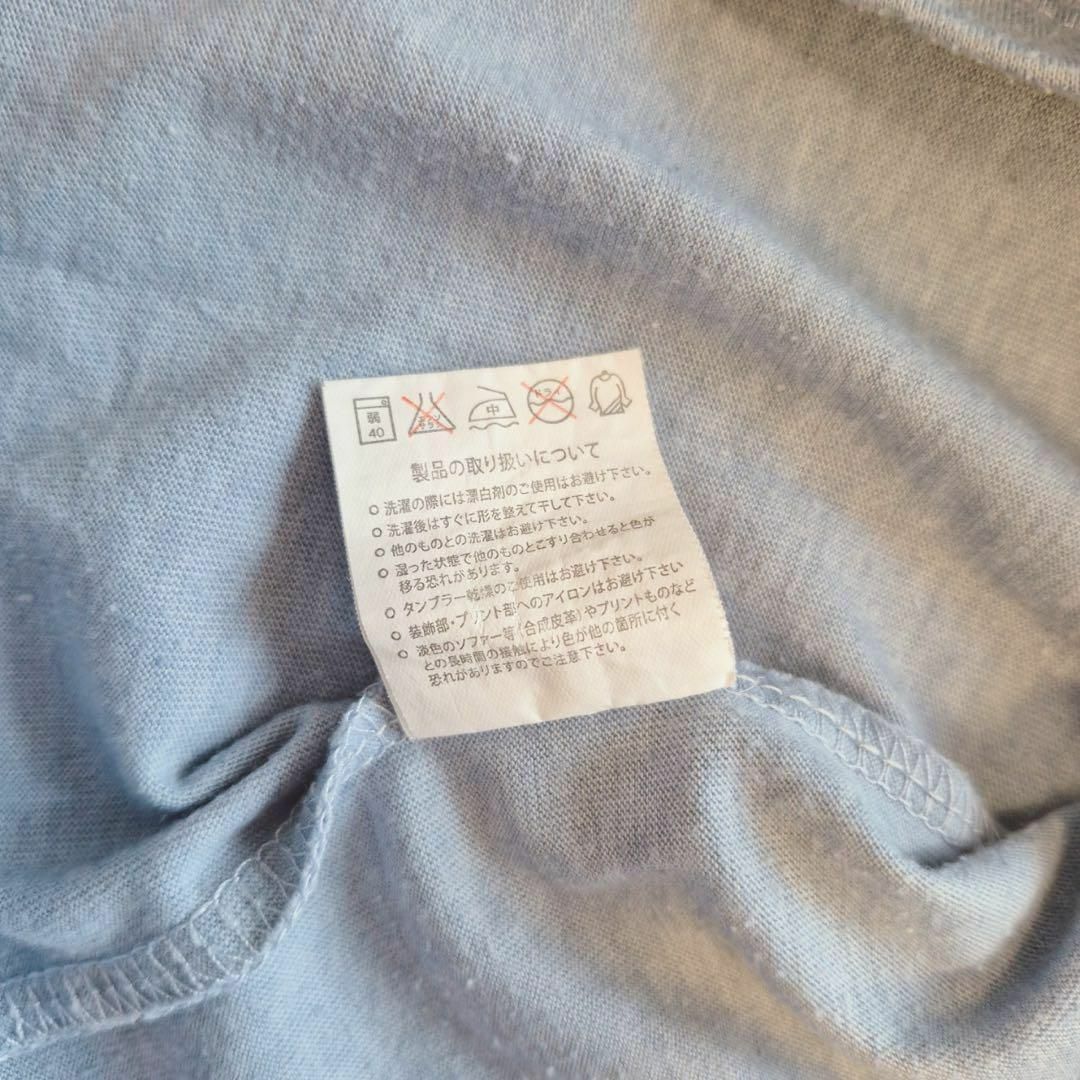 弱 40 エンソサラシ 中 ドライ
製品の取り扱いについて
○ 洗濯の際には漂白剤のご使用はお避け下さい。
○ 洗濯後はすぐに形を整えて干して下さい。
○ 他のものとの洗濯はお避け下さい。
○ 湿った状態で他のものとこすり合わせると色が
移る恐れがあります。
○ タンブラー乾燥のご使用はお避け下さい。
○ 装飾部・プリント部へのアイロンはお避け下さい
○ 淡色のソファー等(合成皮革)やプリントものなど
との長時間の接触により色が他の箇所に付く
恐れがありますのでご注意下さい。